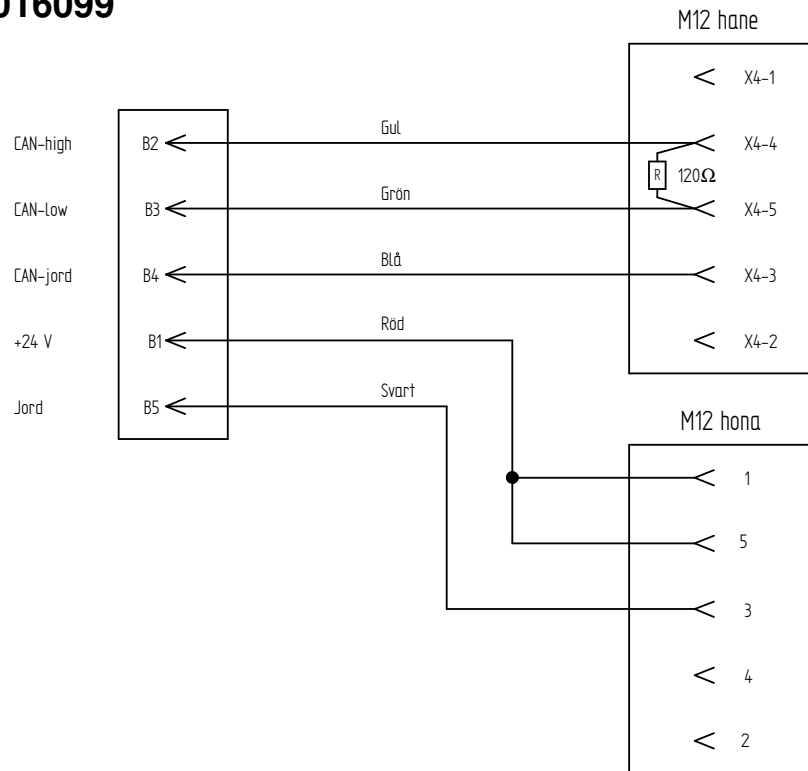 016099
M12 hane
X4-1
CAN-high B2 Gul X4-4
R 120Ω
CAN-low B3 Grön X4-5
CAN-jord B4 Blå X4-3
+24 V B1 Röd X4-2
Jord B5 Svart
M12 hona
1
5
3
4
2